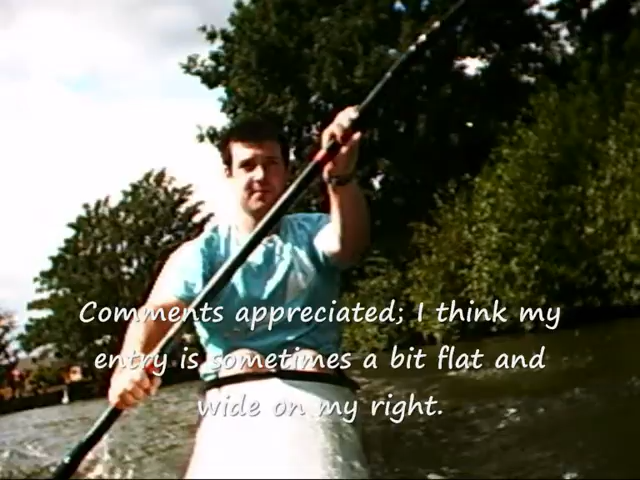 Comments appreciated; I think my
entry is sometimes a bit flat and
wide on my right.